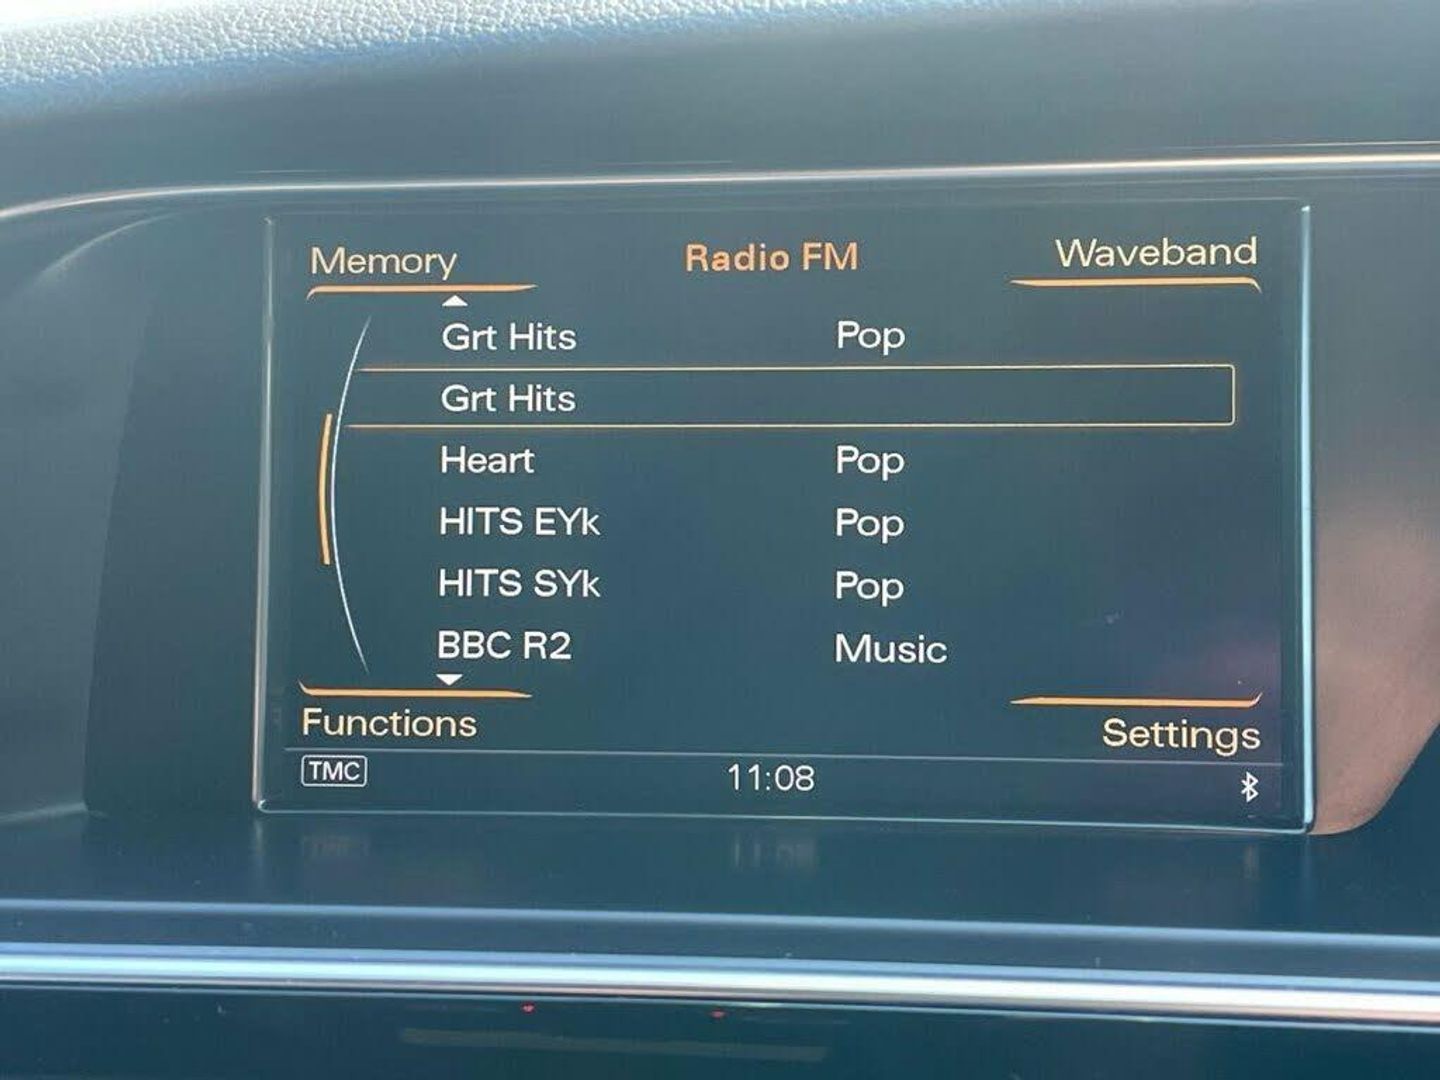 Memory Radio FM Waveband
Grt Hits Pop
Grt Hits
Heart Pop
HITS EYk Pop
HITS SYk Pop
BBC R2 Music
Functions Settings
TMC 11:08